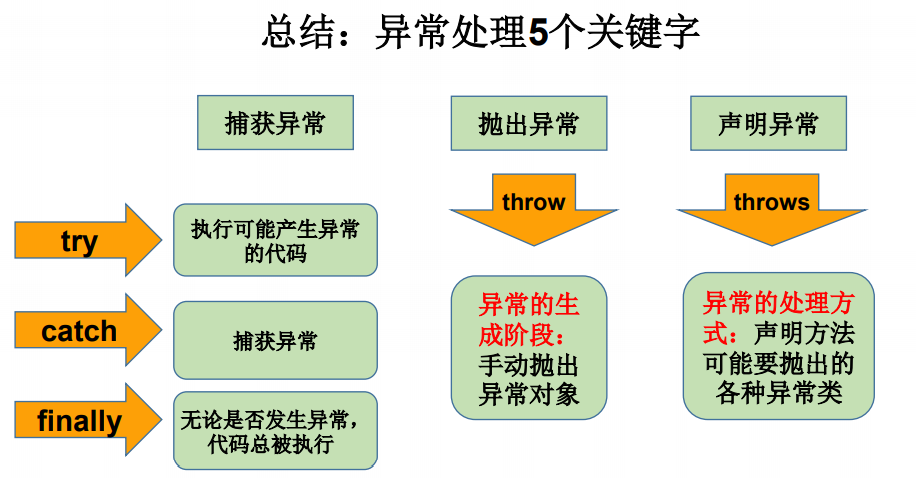 总结：异常处理5个关键字
捕获异常
抛出异常
声明异常
try
执行可能产生异常
的代码
catch
捕获异常
finally
无论是否发生异常，
代码总被执行
throw
异常的生
成阶段：
手动抛出
异常对象
throws
异常的处理方
式：声明方法
可能要抛出的
各种异常类